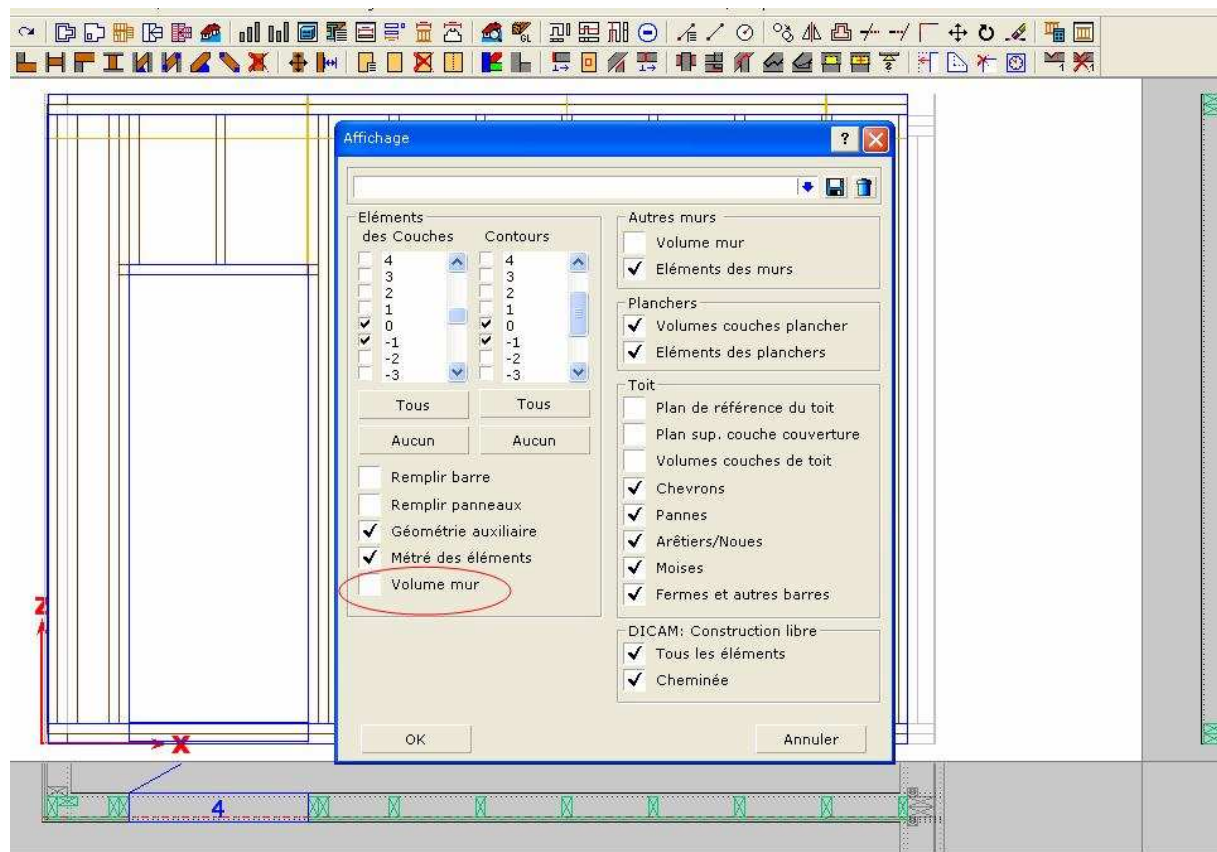 Affichage
?
Eléments
des Couches
Contours
4
3
2
1
0
-1
-2
-3
4
3
2
1
0
-1
-2
-3
Tous
Tous
Aucun
Aucun
Remplir barre
Remplir panneaux
Géométrie auxiliaire
Métré des éléments
Volume mur
Autres murs
Volume mur
Eléments des murs
Planchers
Volumes couches plancher
Eléments des planchers
Toit
Plan de référence du toit
Plan sup. couche couverture
Volumes couches de toit
Chevrons
Pannes
Arêtiers/Noues
Moises
Fermes et autres barres
DICAM: Construction libre
Tous les éléments
Cheminée
OK
Annuler
Z
X
4